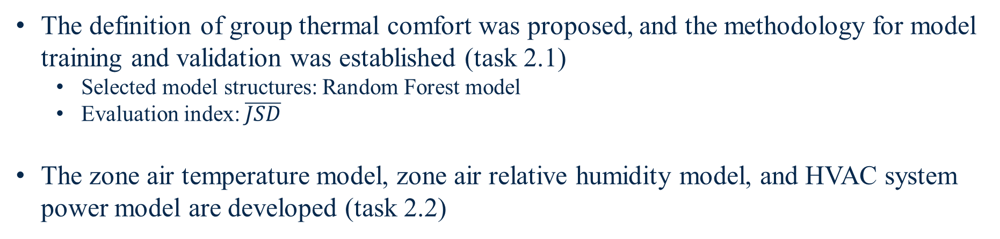 • The definition of group thermal comfort was proposed, and the methodology for model
training and validation was established (task 2.1)
• Selected model structures: Random Forest model
• Evaluation index: $\overline{JSD}$
• The zone air temperature model, zone air relative humidity model, and HVAC system
power model are developed (task 2.2)